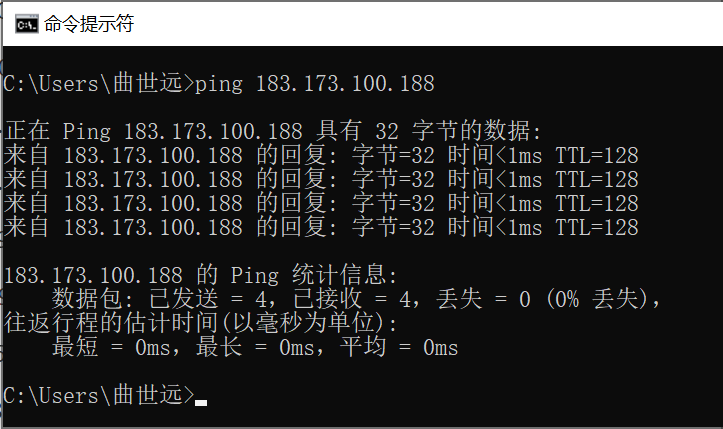 命令提示符
C:\Users\曲世远>ping 183.173.100.188
正在 Ping 183.173.100.188 具有 32 字节的数据:
来自 183.173.100.188 的回复: 字节=32 时间<1ms TTL=128
来自 183.173.100.188 的回复: 字节=32 时间<1ms TTL=128
来自 183.173.100.188 的回复: 字节=32 时间<1ms TTL=128
来自 183.173.100.188 的回复: 字节=32 时间<1ms TTL=128
183.173.100.188 的 Ping 统计信息:
数据包: 已发送 = 4，已接收 = 4，丢失 = 0 (0% 丢失)，
往返行程的估计时间(以毫秒为单位):
最短 = 0ms，最长 = 0ms，平均 = 0ms
C:\Users\曲世远>